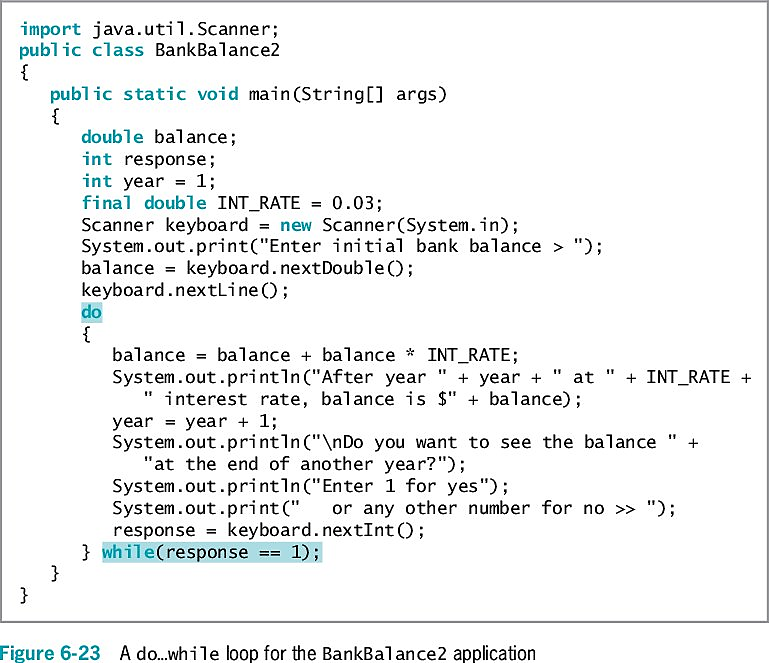 import java.util.Scanner;
public class BankBalance2
{
   public static void main(String[] args)
   {
      double balance;
      int response;
      int year = 1;
      final double INT_RATE = 0.03;
      Scanner keyboard = new Scanner(System.in);
      System.out.print("Enter initial bank balance > ");
      balance = keyboard.nextDouble();
      keyboard.nextLine();
      do
      {
         balance = balance + balance * INT_RATE;
         System.out.println("After year " + year + " at " + INT_RATE +
            " interest rate, balance is $" + balance);
         year = year + 1;
         System.out.println("\nDo you want to see the balance " +
            "at the end of another year?");
         System.out.println("Enter 1 for yes");
         System.out.print("   or any other number for no >> ");
         response = keyboard.nextInt();
      } while(response == 1);
   }
}
Figure 6-23 A do…while loop for the BankBalance2 application